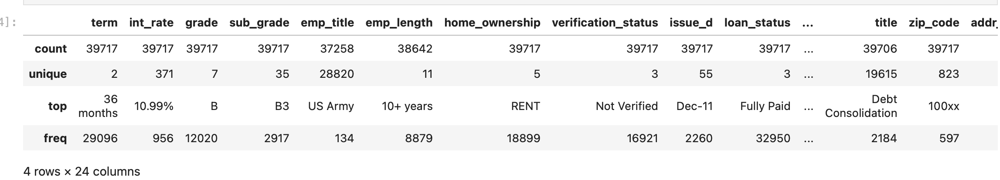 4]:
term int_rate grade sub_grade emp_title emp_length home_ownership verification_status issue_d loan_status ... title zip_code addr_
count 39717 39717 39717 39717 37258 38642 39717 39717 39717 39717 ... 39706 39717
unique 2 371 7 35 28820 11 5 3 55 3 ... 19615 823
top 36 months 10.99% B B3 US Army 10+ years RENT Not Verified Dec-11 Fully Paid ... Debt Consolidation 100xx
freq 29096 956 12020 2917 134 8879 18899 16921 2260 32950 ... 2184 597
4 rows × 24 columns